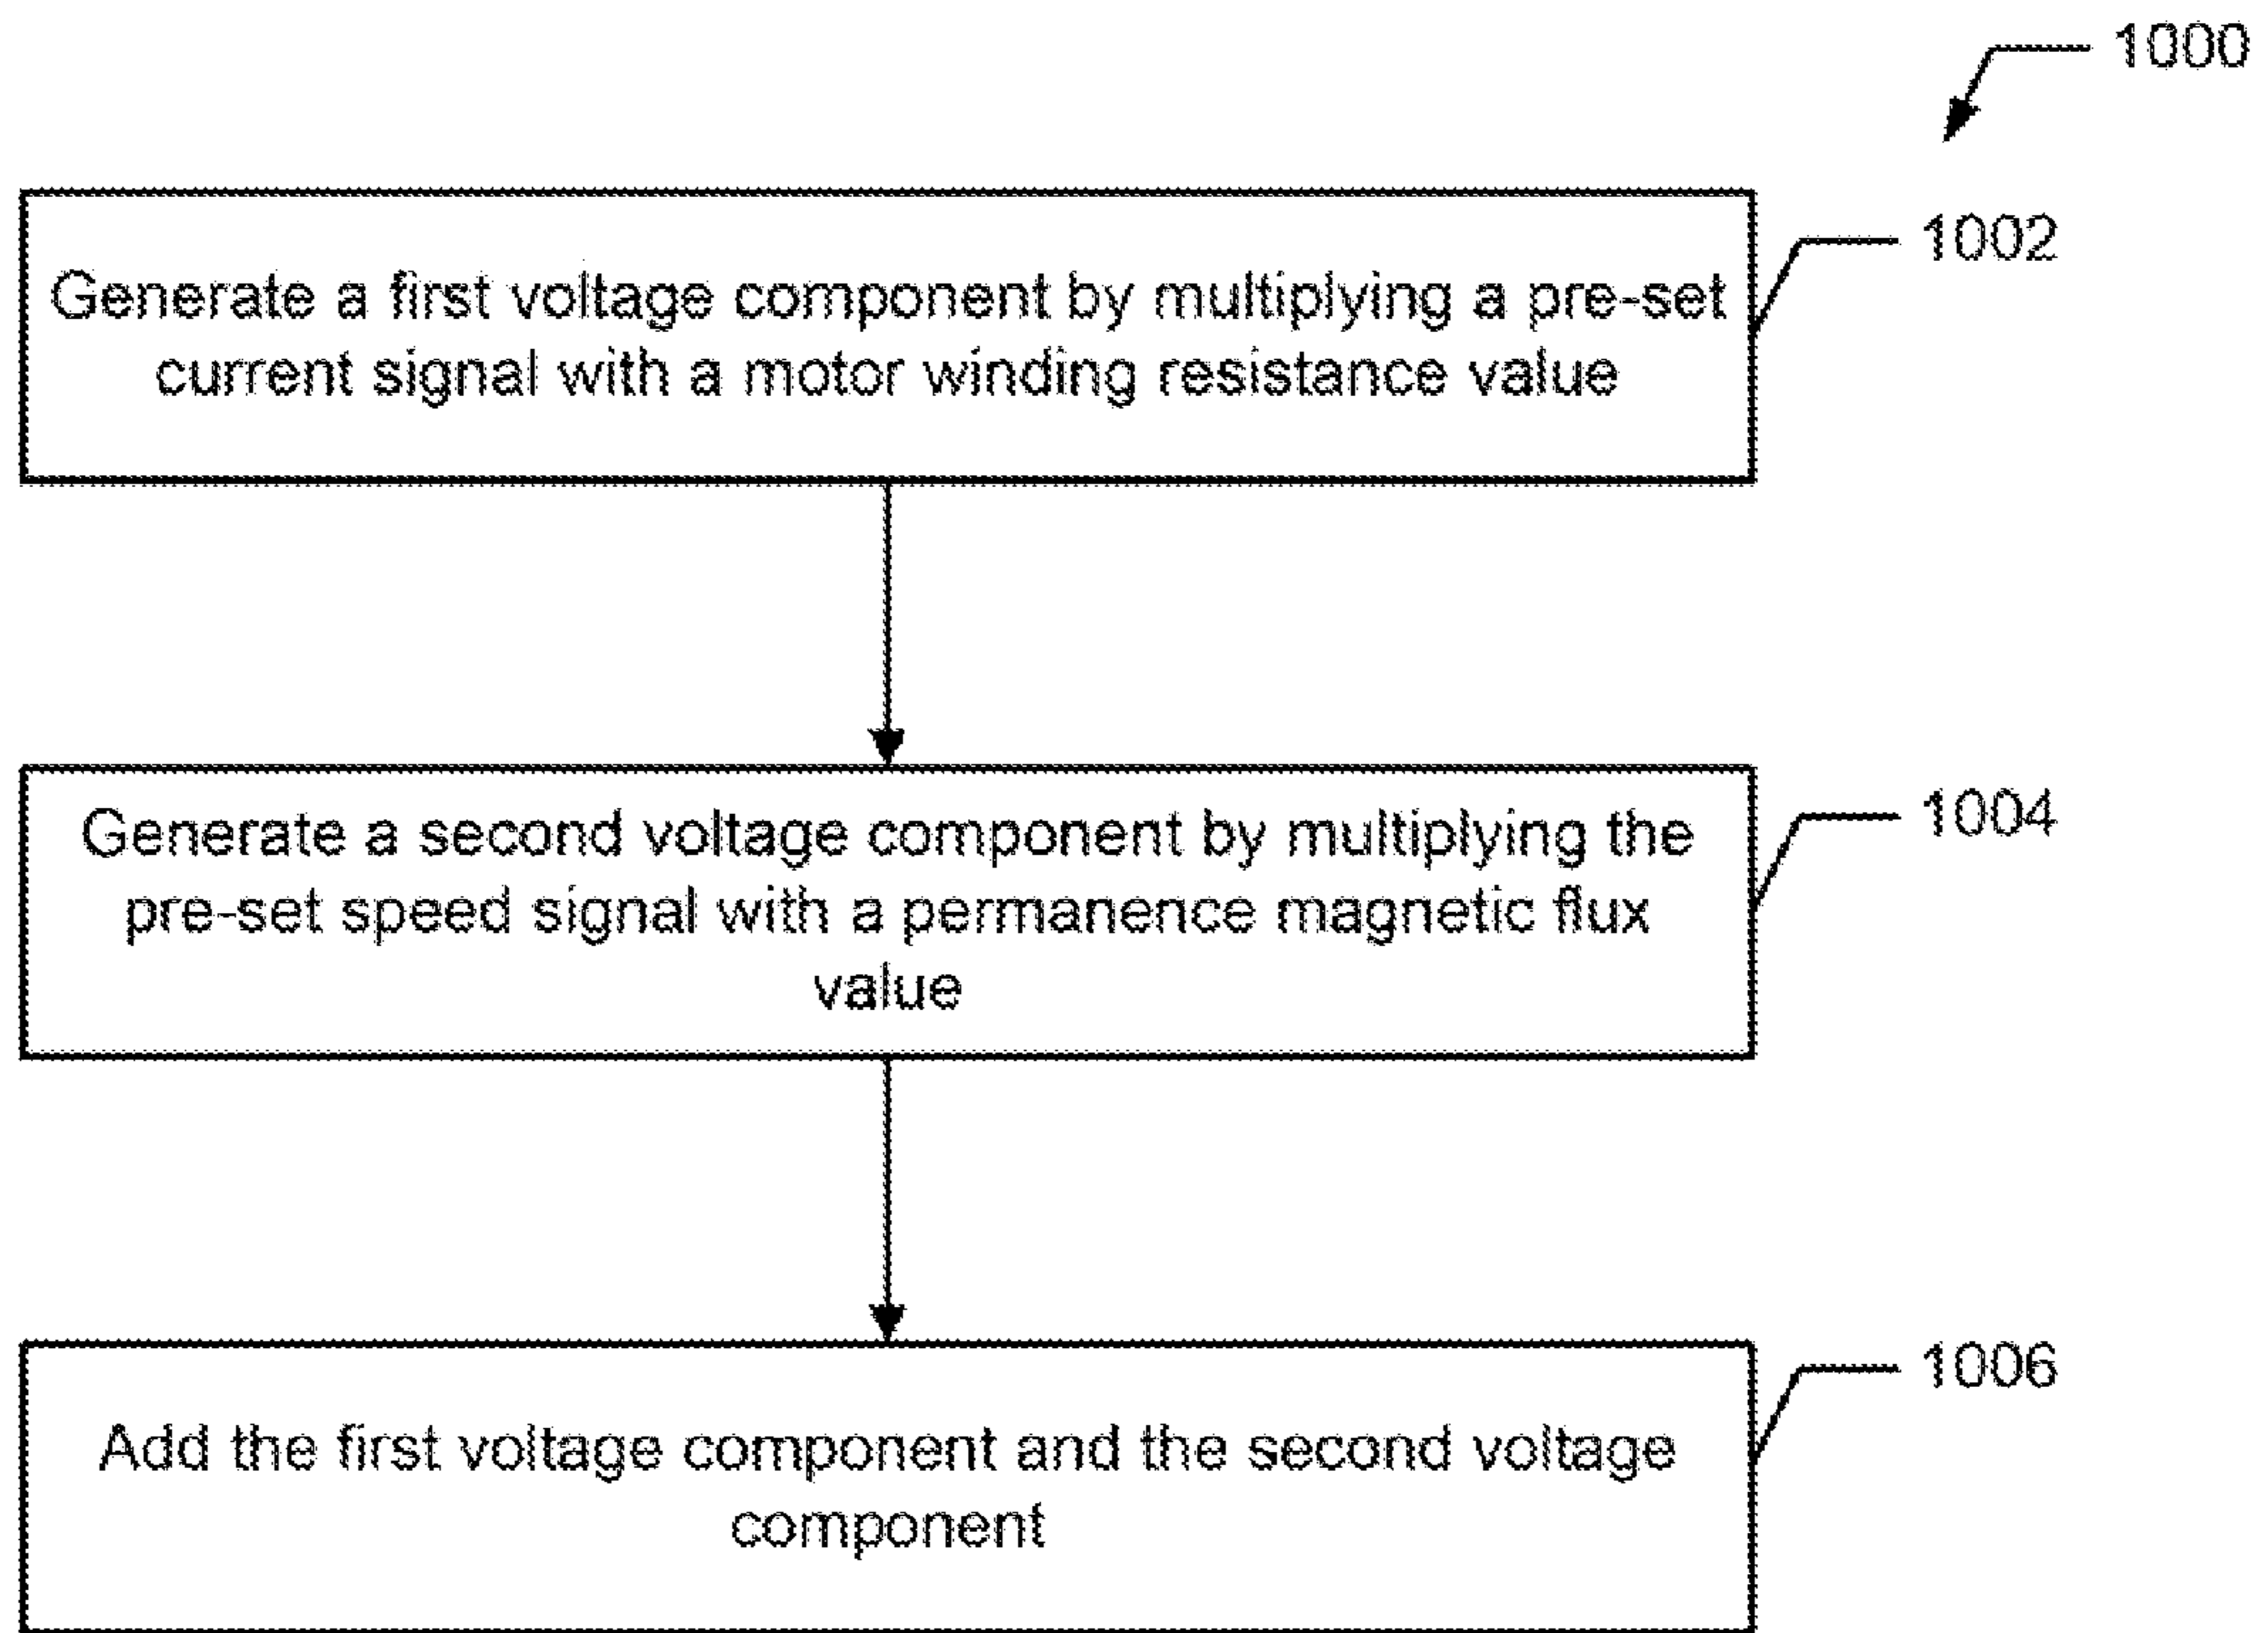 1000
1002
Generate a first voltage component by multiplying a pre-set
current signal with a motor winding resistance value
1004
Generate a second voltage component by multiplying the
pre-set speed signal with a permanence magnetic flux
value
1006
Add the first voltage component and the second voltage
component